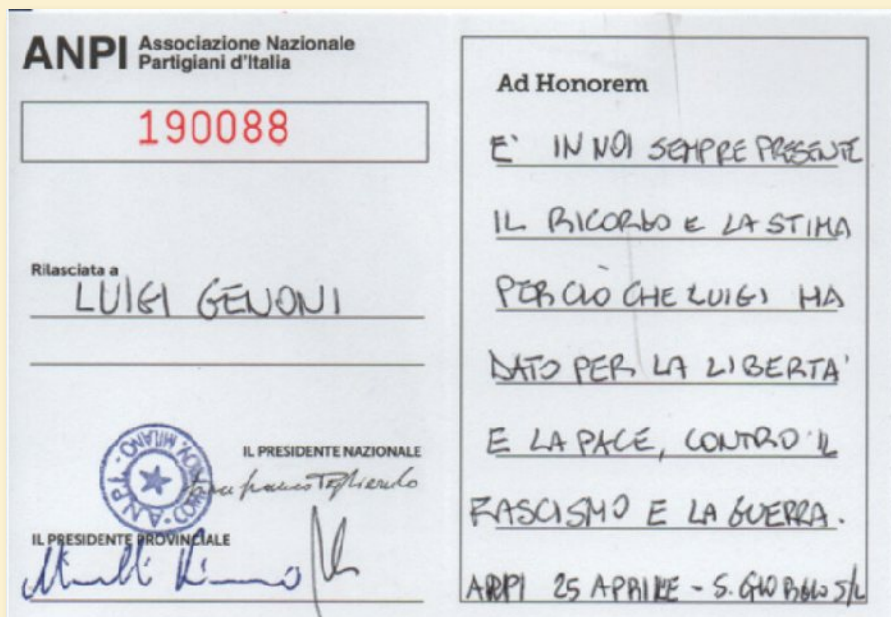 ANPI Associazione Nazionale
Partigiani d'Italia
190088
Rilasciata a
LUIGI GENONI
IL PRESIDENTE NAZIONALE
IL PRESIDENTE PROVINCIALE
Ad Honorem
E' IN NOI SEMPRE PRESENTE
IL RICORDO E LA STIMA
PER CIÒ CHE LUIGI HA
DATO PER LA LIBERTA'
E LA PACE, CONTRO IL
FASCISMO E LA GUERRA.
ANPI 25 APRILE - S. GIORGIO S/L